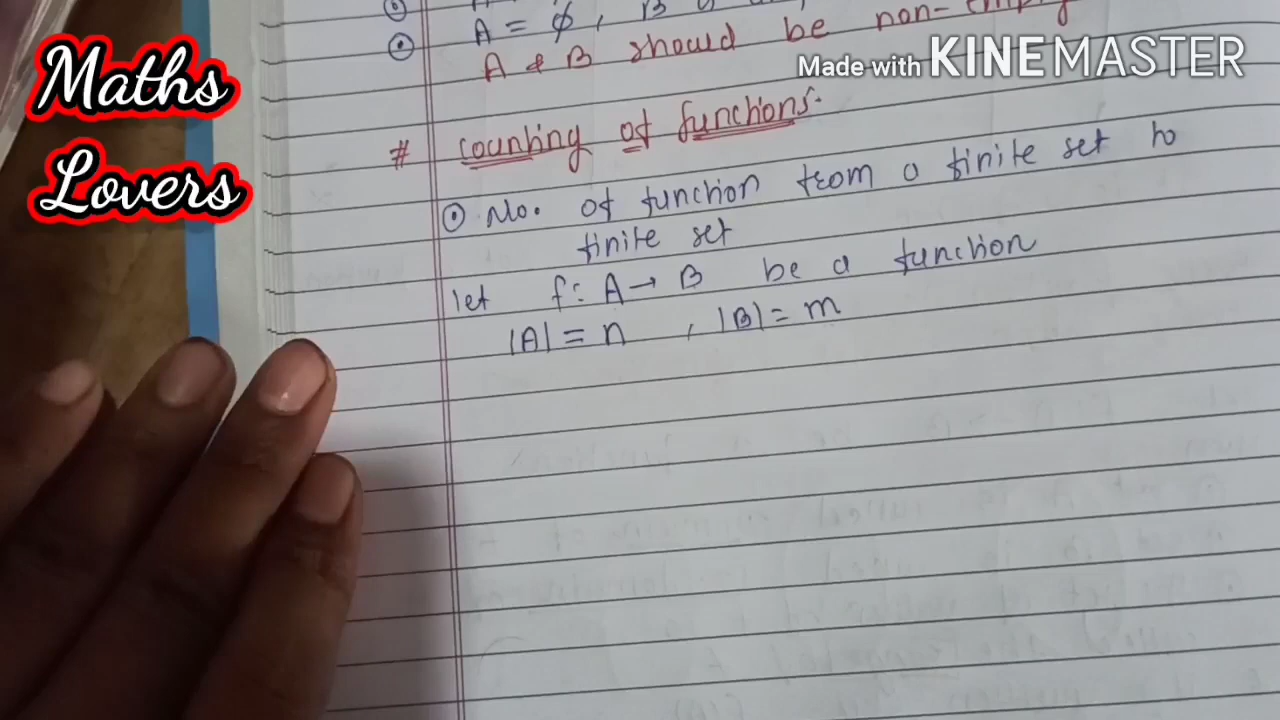 A = φ, B
A & B should be non-empty
Made with KINEMASTER
Maths
Lovers
# Counting of functions.
⊙ No. of function from a finite set to
finite set
let f: A → B be a function
|A| = n , |B| = m